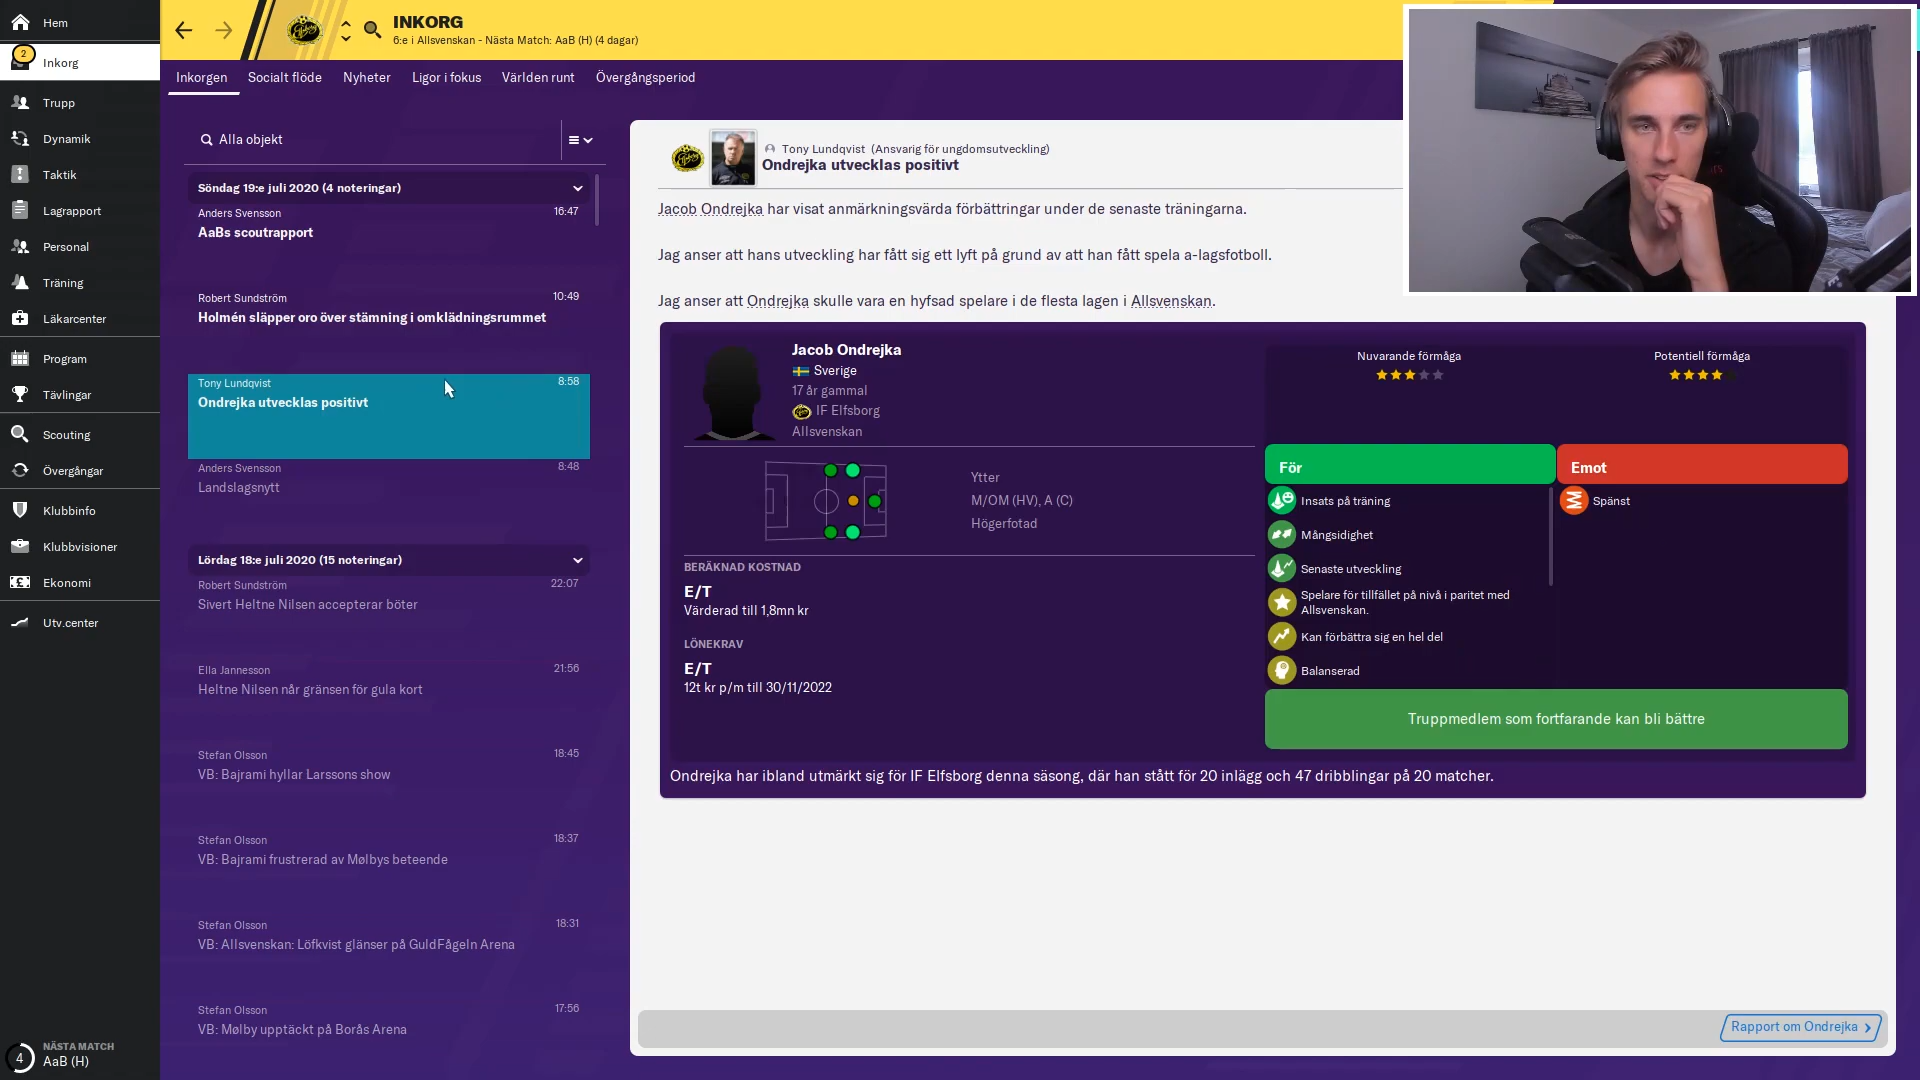 Hem
2
Inkorg
Trupp
Dynamik
Taktik
Lagrapport
Personal
Träning
Läkarcenter
Program
Tävlingar
Scouting
Övergångar
Klubbinfo
Klubbvisioner
Ekonomi
Utv.center
4
NÄSTA MATCH
AaB (H)
INKORG
6:e i Allsvenskan - Nästa Match: AaB (H) (4 dagar)
Inkorgen Socialt flöde Nyheter Ligor i fokus Världen runt Övergångsperiod
Alla objekt
Söndag 19:e juli 2020 (4 noteringar)
Anders Svensson 16:47
AaBs scoutrapport
Robert Sundström 10:49
Holmén släpper oro över stämning i omklädningsrummet
Tony Lundqvist 8:58
Ondrejka utvecklas positivt
Anders Svensson 8:48
Landslagsnytt
Lördag 18:e juli 2020 (15 noteringar)
Robert Sundström 22:07
Sivert Heltne Nilsen accepterar böter
Ella Jannesson 21:56
Heltne Nilsen når gränsen för gula kort
Stefan Olsson 18:45
VB: Bajrami hyllar Larssons show
Stefan Olsson 18:37
VB: Bajrami frustrerad av Mølbys beteende
Stefan Olsson 18:31
VB: Allsvenskan: Löfkvist glänser på GuldFågeln Arena
Stefan Olsson 17:56
VB: Mølby upptäckt på Borås Arena
Tony Lundqvist (Ansvarig för ungdomsutveckling)
Ondrejka utvecklas positivt
Jacob Ondrejka har visat anmärkningsvärda förbättringar under de senaste träningarna.
Jag anser att hans utveckling har fått sig ett lyft på grund av att han fått spela a-lagsfotboll.
Jag anser att Ondrejka skulle vara en hyfsad spelare i de flesta lagen i Allsvenskan.
Jacob Ondrejka
Sverige
17 år gammal
IF Elfsborg
Allsvenskan
Ytter
M/OM (HV), A (C)
Högerfotad
BERÄKNAD KOSTNAD
E/T
Värderad till 1,8mn kr
LÖNEKRAV
E/T
12t kr p/m till 30/11/2022
Nuvarande förmåga Potentiell förmåga
För Emot
Insats på träning Spänst
Mångsidighet
Senaste utveckling
Spelare för tillfället på nivå i paritet med
Allsvenskan.
Kan förbättra sig en hel del
Balanserad
Truppmedlem som fortfarande kan bli bättre
Ondrejka har ibland utmärkt sig för IF Elfsborg denna säsong, där han stått för 20 inlägg och 47 dribblingar på 20 matcher.
Rapport om Ondrejka